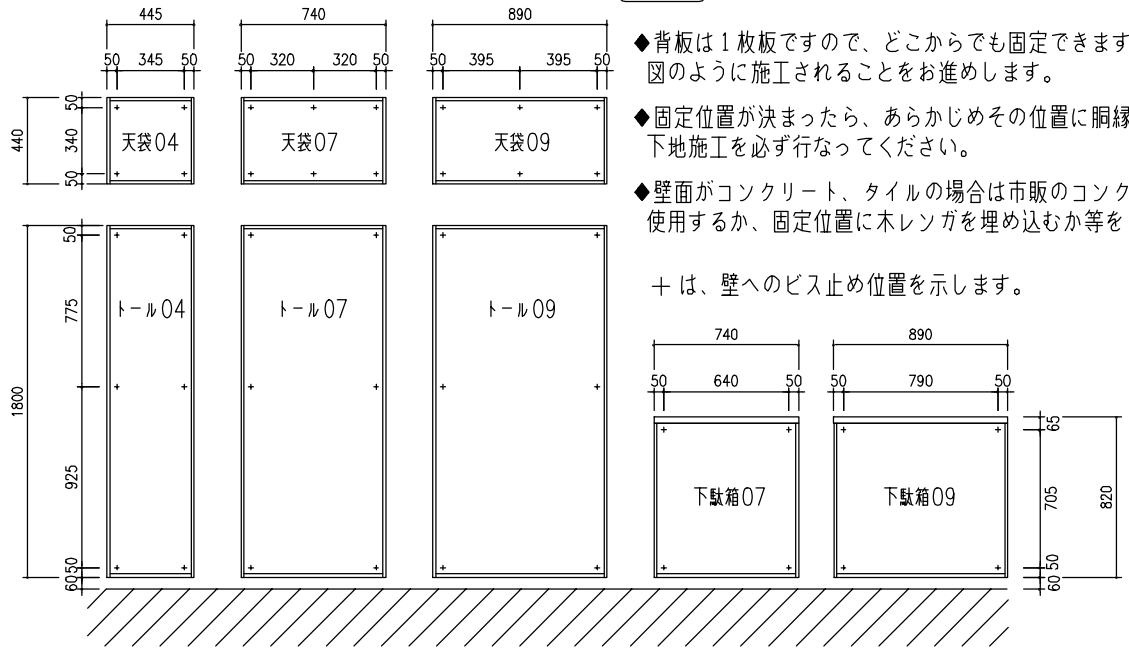 ◆背板は1枚板ですので、どこからでも固定できます
図のように施工されることをお進めします。
◆固定位置が決まったら、あらかじめその位置に胴縁
下地施工を必ず行なってください。
◆壁面がコンクリート、タイルの場合は市販のコンク
使用するか、固定位置に木レンガを埋め込むか等を
+は、壁へのビス止め位置を示します。
445
740
890
50 345 50
50 320 320 50
50 395 395 50
440
50
340
50
天袋04
天袋07
天袋09
1800
50
775
925
50
60
トール04
トール07
トール09
740
890
50 640 50
50 790 50
下駄箱07
下駄箱09
65
705
50
60
820